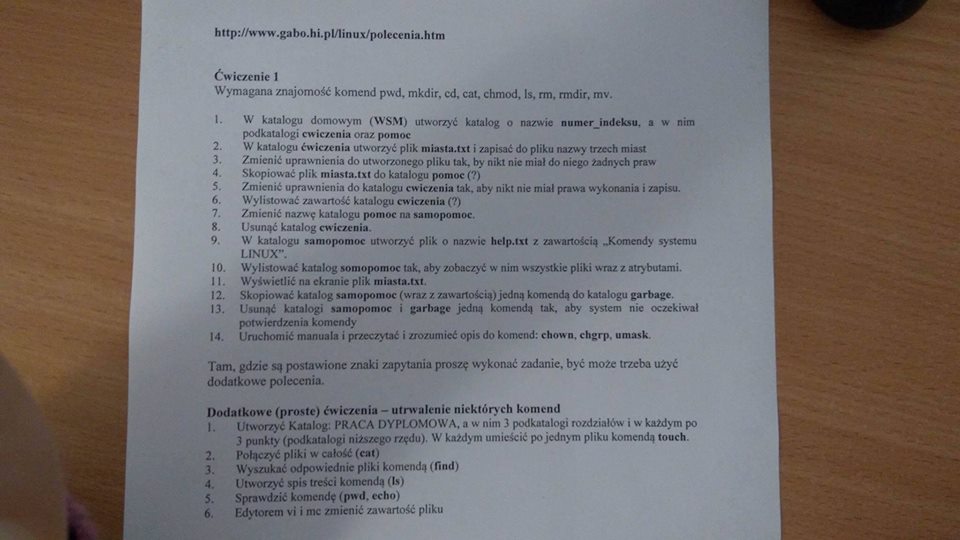 http://www.gabo.hi.pl/linux/polecenia.htm
Ćwiczenie 1
Wymagana znajomość komend pwd, mkdir, cd, cat, chmod, ls, rm, rmdir, mv.
1. W katalogu domowym (WSM) utworzyć katalog o nazwie numer_indeksu, a w nim
podkatalogi cwiczenia oraz pomoc
2. W katalogu ćwiczenia utworzyć plik miasta.txt i zapisać do pliku nazwy trzech miast
3. Zmienić uprawnienia do utworzonego pliku tak, by nikt nie miał do niego żadnych praw
4. Skopiować plik miasta.txt do katalogu pomoc (?)
5. Zmienić uprawnienia do katalogu cwiczenia tak, aby nikt nie miał prawa wykonania i zapisu.
6. Wylistować zawartość katalogu cwiczenia (?)
7. Zmienić nazwę katalogu pomoc na samopomoc.
8. Usunąć katalog cwiczenia.
9. W katalogu samopomoc utworzyć plik o nazwie help.txt z zawartością „Komendy systemu
LINUX”.
10. Wylistować katalog somopomoc tak, aby zobaczyć w nim wszystkie pliki wraz z atrybutami.
11. Wyświetlić na ekranie plik miasta.txt.
12. Skopiować katalog samopomoc (wraz z zawartością) jedną komendą do katalogu garbage.
13. Usunąć katalogi samopomoc i garbage jedną komendą tak, aby system nie oczekiwał
potwierdzenia komendy
14. Uruchomić manuala i przeczytać i zrozumieć opis do komend: chown, chgrp, umask.
Tam, gdzie są postawione znaki zapytania proszę wykonać zadanie, być może trzeba użyć
dodatkowe polecenia.
Dodatkowe (proste) ćwiczenia – utrwalenie niektórych komend
1. Utworzyć Katalog: PRACA DYPLOMOWA, a w nim 3 podkatalogi rozdziałów i w każdym po
3 punkty (podkatalogi niższego rzędu). W każdym umieścić po jednym pliku komendą touch.
2. Połączyć pliki w całość (cat)
3. Wyszukać odpowiednie pliki komendą (find)
4. Utworzyć spis treści komendą (ls)
5. Sprawdzić komendę (pwd, echo)
6. Edytorem vi i mc zmienić zawartość pliku